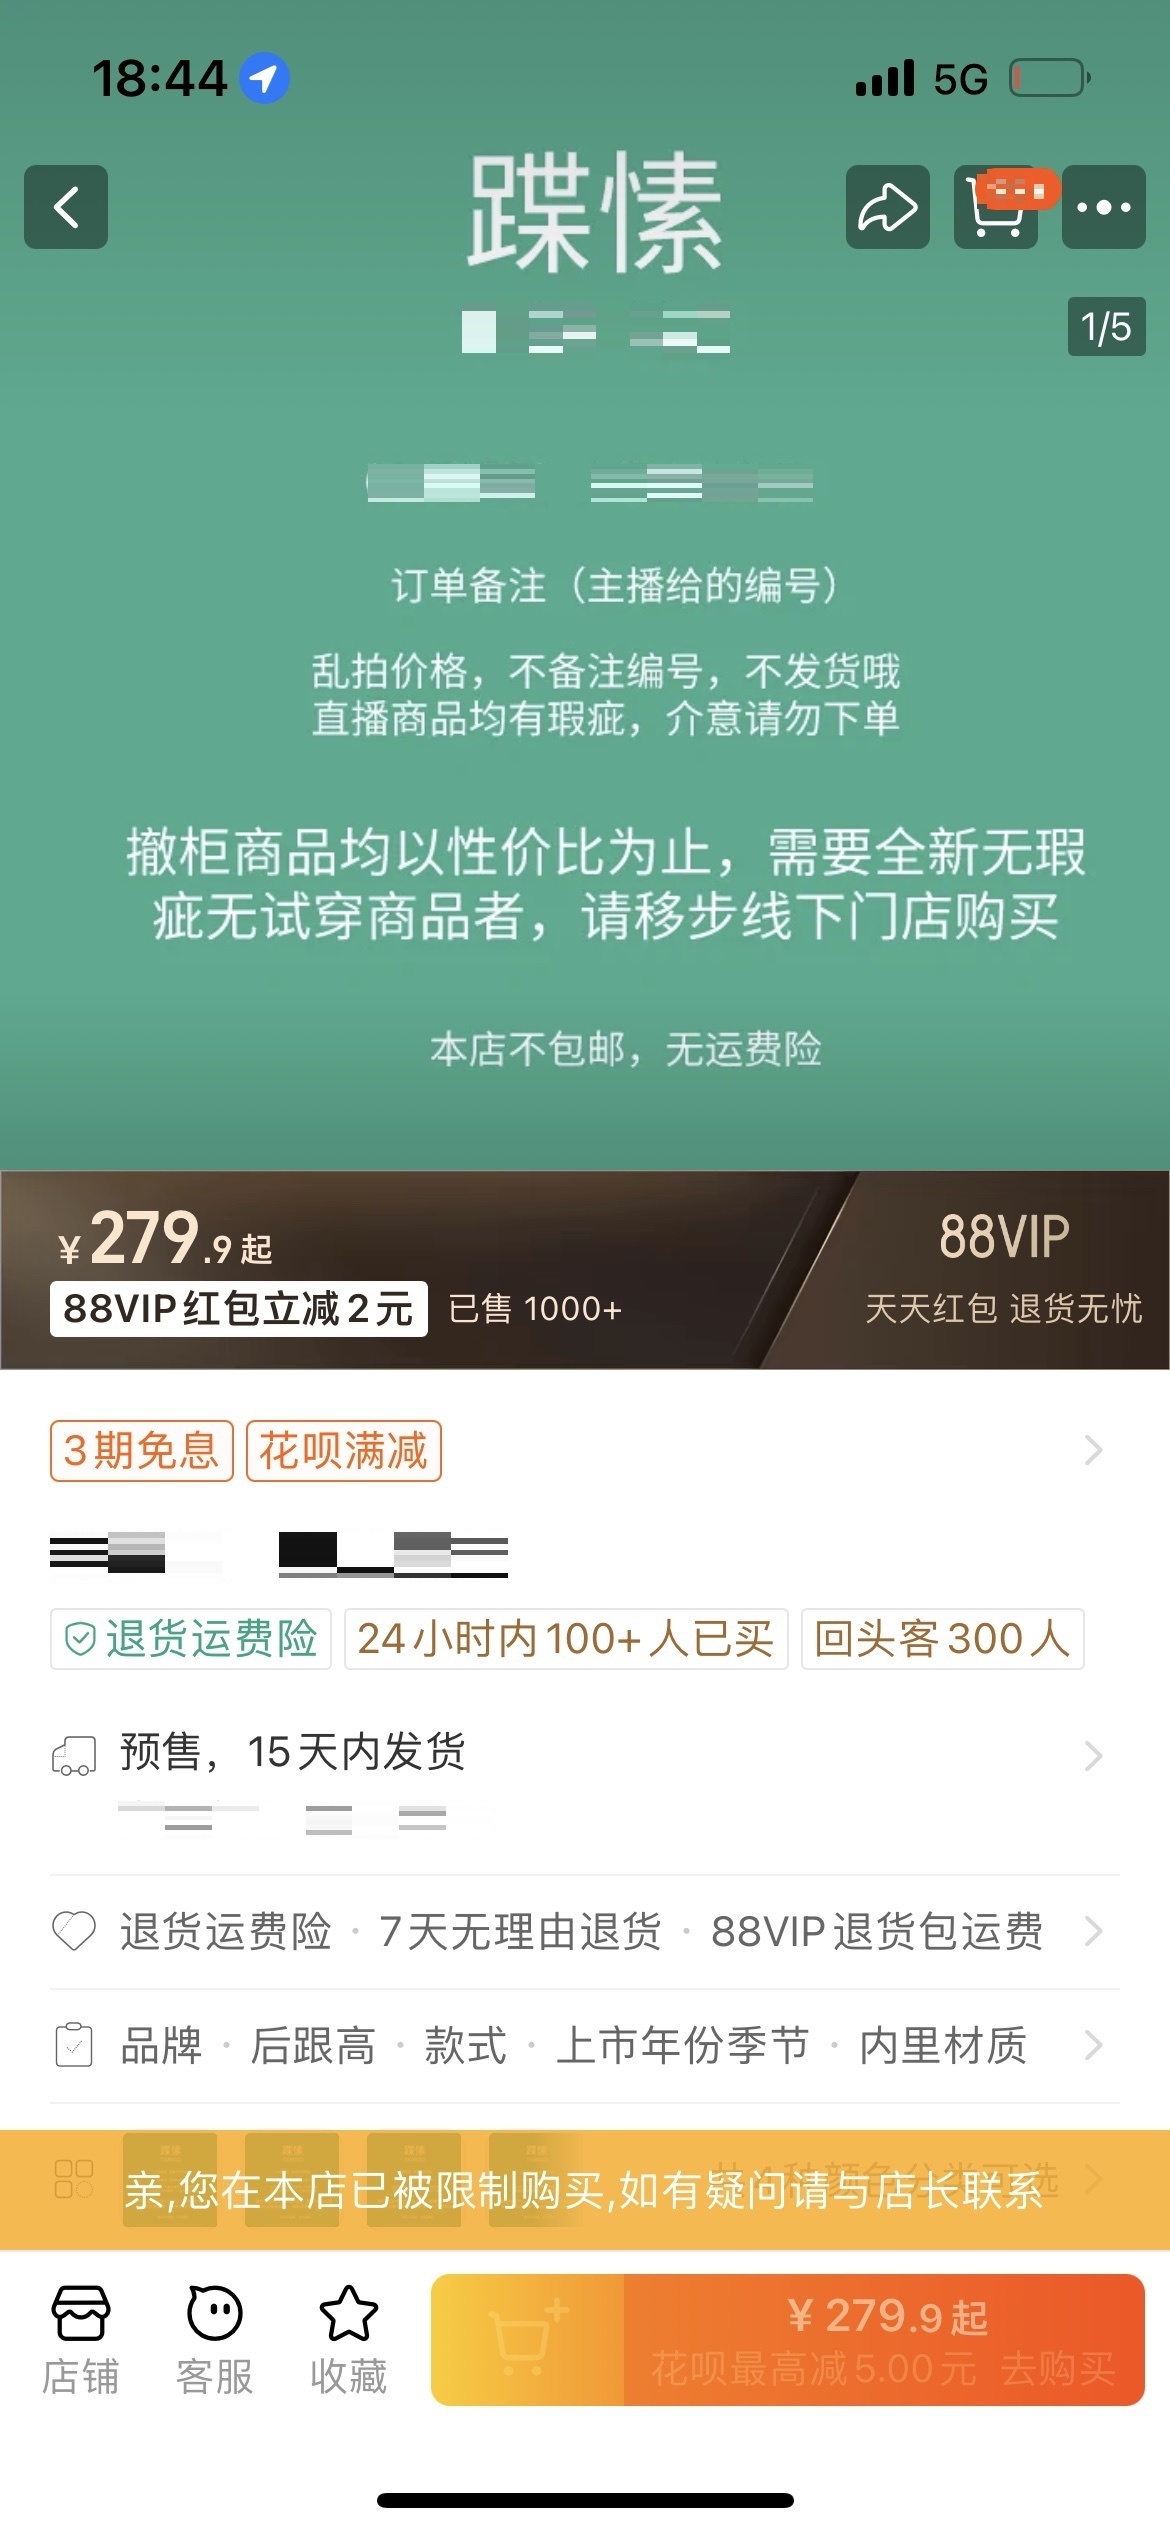 18:44
5G
蹀愫
1/5
订单备注（主播给的编号）
乱拍价格，不备注编号，不发货哦
直播商品均有瑕疵，介意请勿下单
撤柜商品均以性价比为止，需要全新无瑕
疵无试穿商品者，请移步线下门店购买
本店不包邮，无运费险
¥279.9起
88VIP
88VIP红包立减2元 已售 1000+
天天红包 退货无忧
3期免息 花呗满减
退货运费险 24小时内100+人已买 回头客300人
预售，15天内发货
退货运费险 · 7天无理由退货 · 88VIP退货包运费
品牌 · 后跟高 · 款式 · 上市年份季节 · 内里材质
亲,您在本店已被限制购买,如有疑问请与店长联系
¥279.9起
店铺 客服 收藏
花呗最高减5.00元 去购买